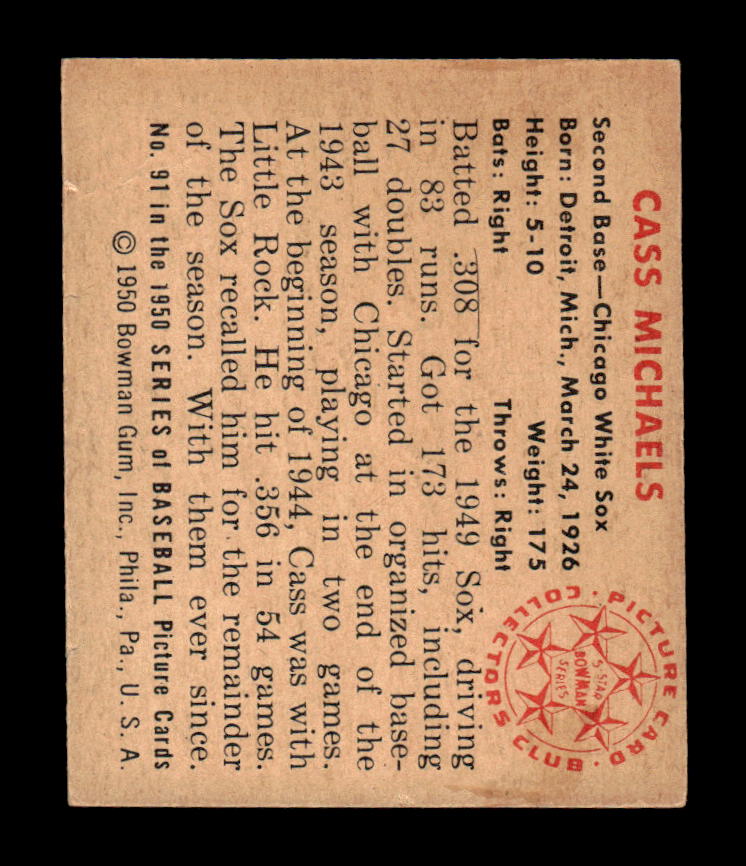 CASS MICHAELS
Second Base—Chicago White Sox
Born: Detroit, Mich., March 24, 1926
Height: 5-10 Weight: 175
Bats: Right Throws: Right
Batted .308 for the 1949 Sox, driving
in 83 runs. Got 173 hits, including
27 doubles. Started in organized base-
ball with Chicago at the end of the
1943 season, playing in two games.
At the beginning of 1944, Cass was with
Little Rock. He hit .356 in 54 games.
The Sox recalled him for the remainder
of the season. With them ever since.
No. 91 in the 1950 SERIES of BASEBALL Picture Cards
© 1950 Bowman Gum, Inc., Phila., Pa., U. S. A.
PICTURE CARD · COLLECTORS CLUB ·
5-STAR
BOWMAN
SERIES